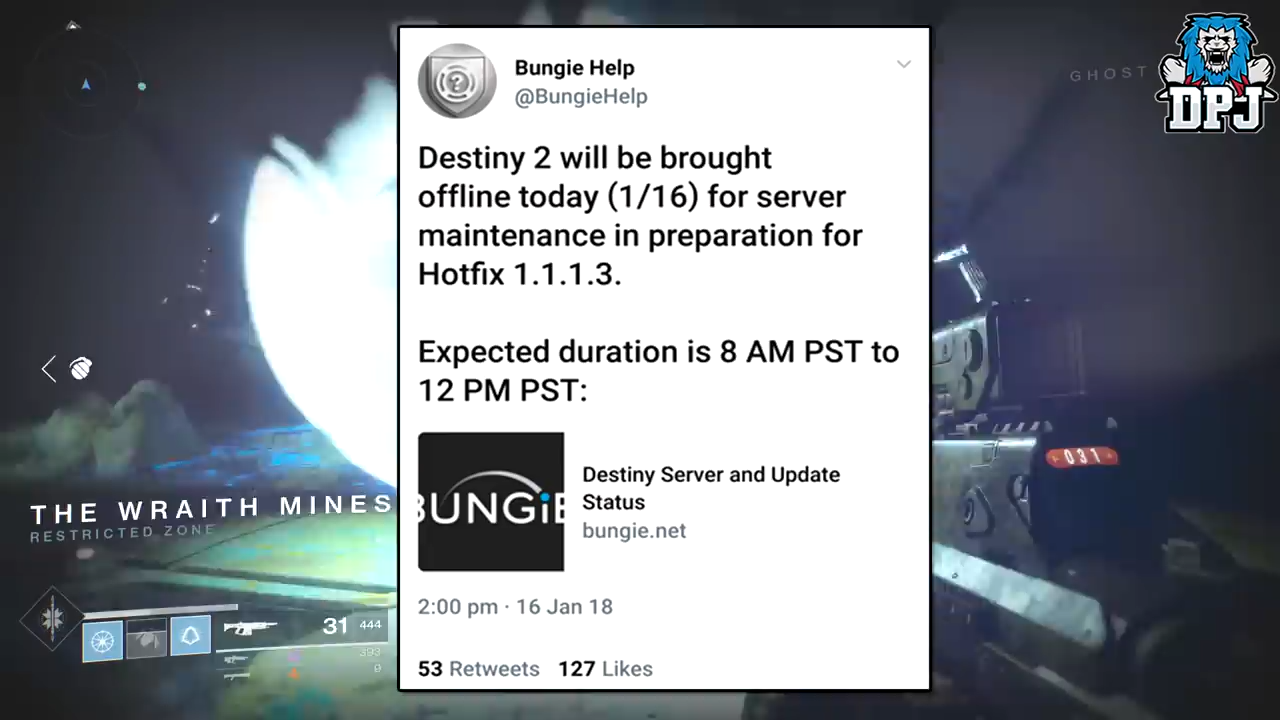 Bungie Help
@BungieHelp
GHOST
DPJ
Destiny 2 will be brought
offline today (1/16) for server
maintenance in preparation for
Hotfix 1.1.1.3.
Expected duration is 8 AM PST to
12 PM PST:
031
BUNGiE
Destiny Server and Update
Status
bungie.net
THE WRAITH MINES
RESTRICTED ZONE
2:00 pm · 16 Jan 18
31 444
393
9
53 Retweets 127 Likes